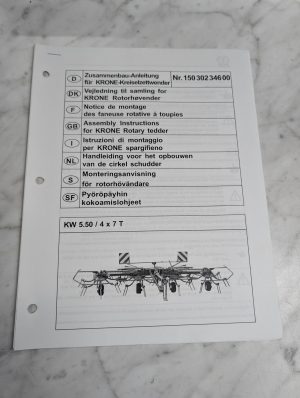 D Zusammenbau-Anleitung Nr. 150 302 346 00
für KRONE-Kreiselzettwender
DK Vejledning til samling for
KRONE Rotorhøvender
F Notice de montage
des faneuse rotative à toupies
GB Assembly Instructions
for KRONE Rotary tedder
I Istruzioni di montaggio
per KRONE spargifieno
NL Handleiding voor het opbouwen
van de cirkel schudder
S Monteringsanvisning
för rotorhövändare
SF Pyöröpöyhin
kokoamisohjeet
KW 5.50 / 4 x 7 T